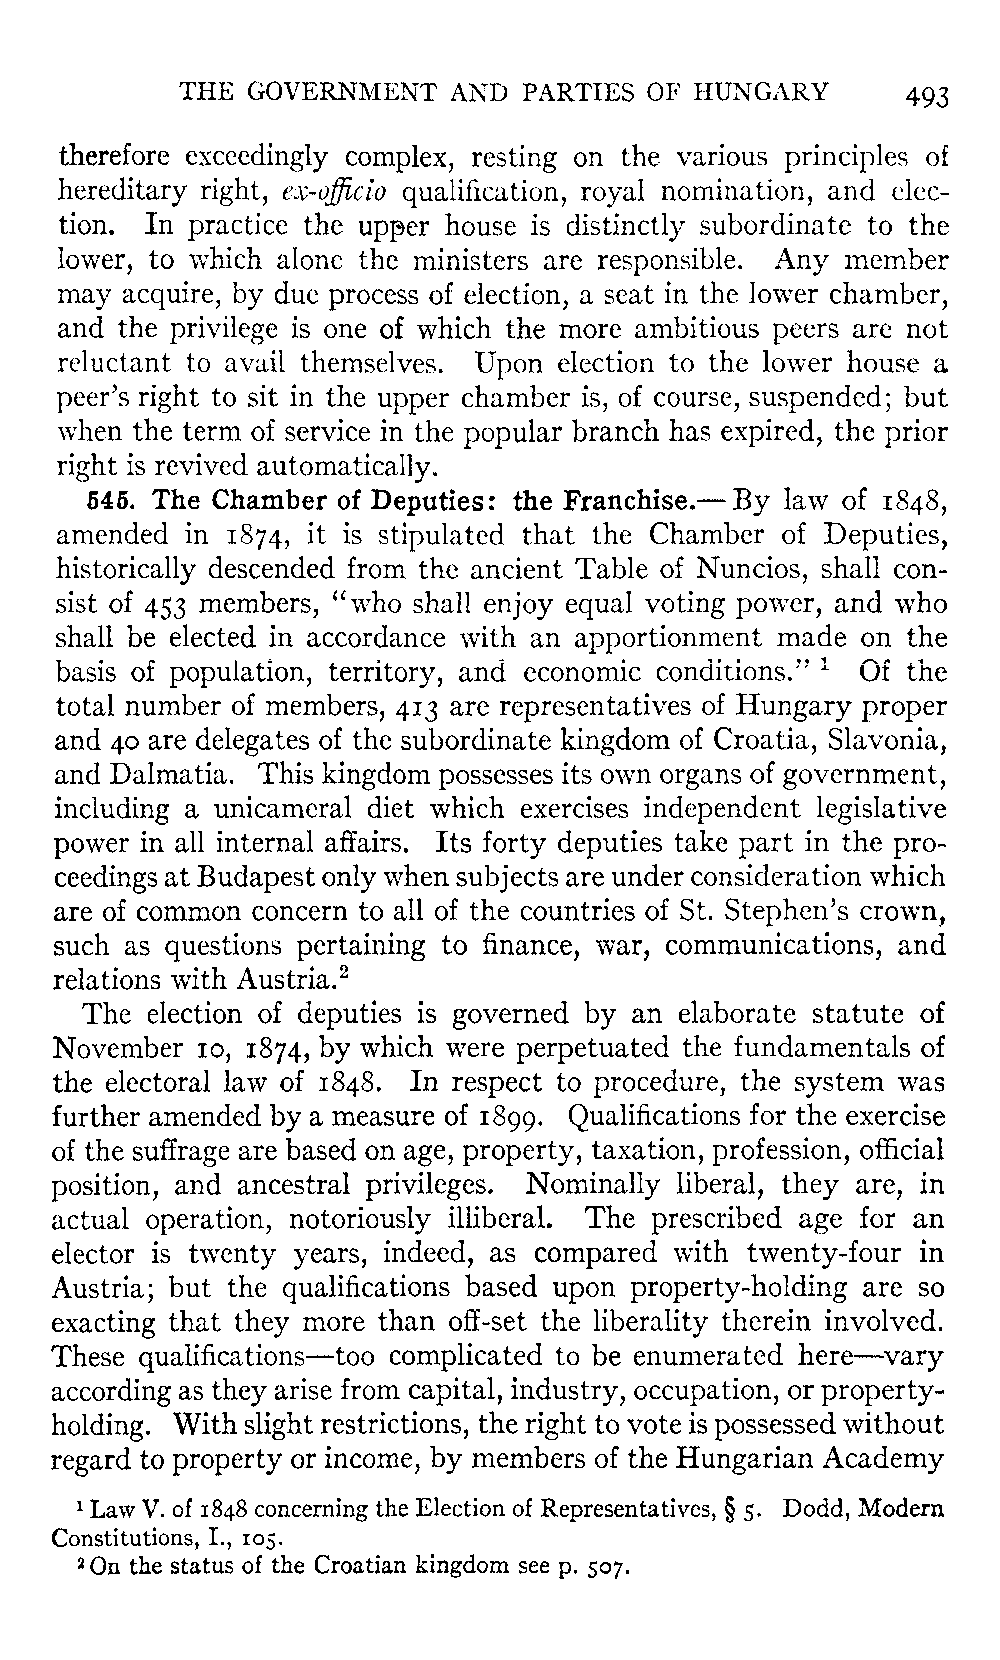 THE GOVERNMENT AND PARTIES OF HUNGARY 493
therefore exceedingly complex, resting on the various principles of
hereditary right, ex-officio qualification, royal nomination, and elec-
tion. In practice the upper house is distinctly subordinate to the
lower, to which alone the ministers are responsible. Any member
may acquire, by due process of election, a seat in the lower chamber,
and the privilege is one of which the more ambitious peers are not
reluctant to avail themselves. Upon election to the lower house a
peer's right to sit in the upper chamber is, of course, suspended; but
when the term of service in the popular branch has expired, the prior
right is revived automatically.
545. The Chamber of Deputies: the Franchise.—By law of 1848,
amended in 1874, it is stipulated that the Chamber of Deputies,
historically descended from the ancient Table of Nuncios, shall con-
sist of 453 members, "who shall enjoy equal voting power, and who
shall be elected in accordance with an apportionment made on the
basis of population, territory, and economic conditions." ¹ Of the
total number of members, 413 are representatives of Hungary proper
and 40 are delegates of the subordinate kingdom of Croatia, Slavonia,
and Dalmatia. This kingdom possesses its own organs of government,
including a unicameral diet which exercises independent legislative
power in all internal affairs. Its forty deputies take part in the pro-
ceedings at Budapest only when subjects are under consideration which
are of common concern to all of the countries of St. Stephen's crown,
such as questions pertaining to finance, war, communications, and
relations with Austria.²
The election of deputies is governed by an elaborate statute of
November 10, 1874, by which were perpetuated the fundamentals of
the electoral law of 1848. In respect to procedure, the system was
further amended by a measure of 1899. Qualifications for the exercise
of the suffrage are based on age, property, taxation, profession, official
position, and ancestral privileges. Nominally liberal, they are, in
actual operation, notoriously illiberal. The prescribed age for an
elector is twenty years, indeed, as compared with twenty-four in
Austria; but the qualifications based upon property-holding are so
exacting that they more than off-set the liberality therein involved.
These qualifications—too complicated to be enumerated here—vary
according as they arise from capital, industry, occupation, or property-
holding. With slight restrictions, the right to vote is possessed without
regard to property or income, by members of the Hungarian Academy
¹ Law V. of 1848 concerning the Election of Representatives, § 5. Dodd, Modern
Constitutions, I., 105.
² On the status of the Croatian kingdom see p. 507.